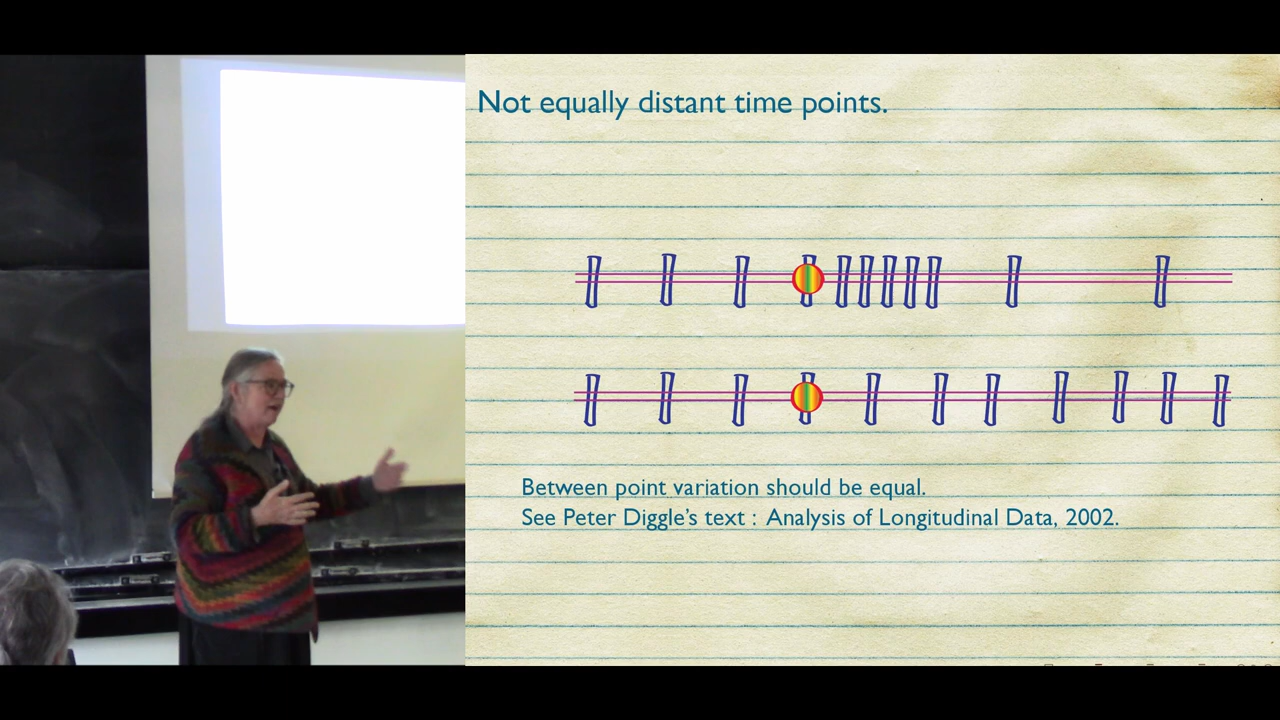 Not equally distant time points.
Between point variation should be equal.
See Peter Diggle's text : Analysis of Longitudinal Data, 2002.